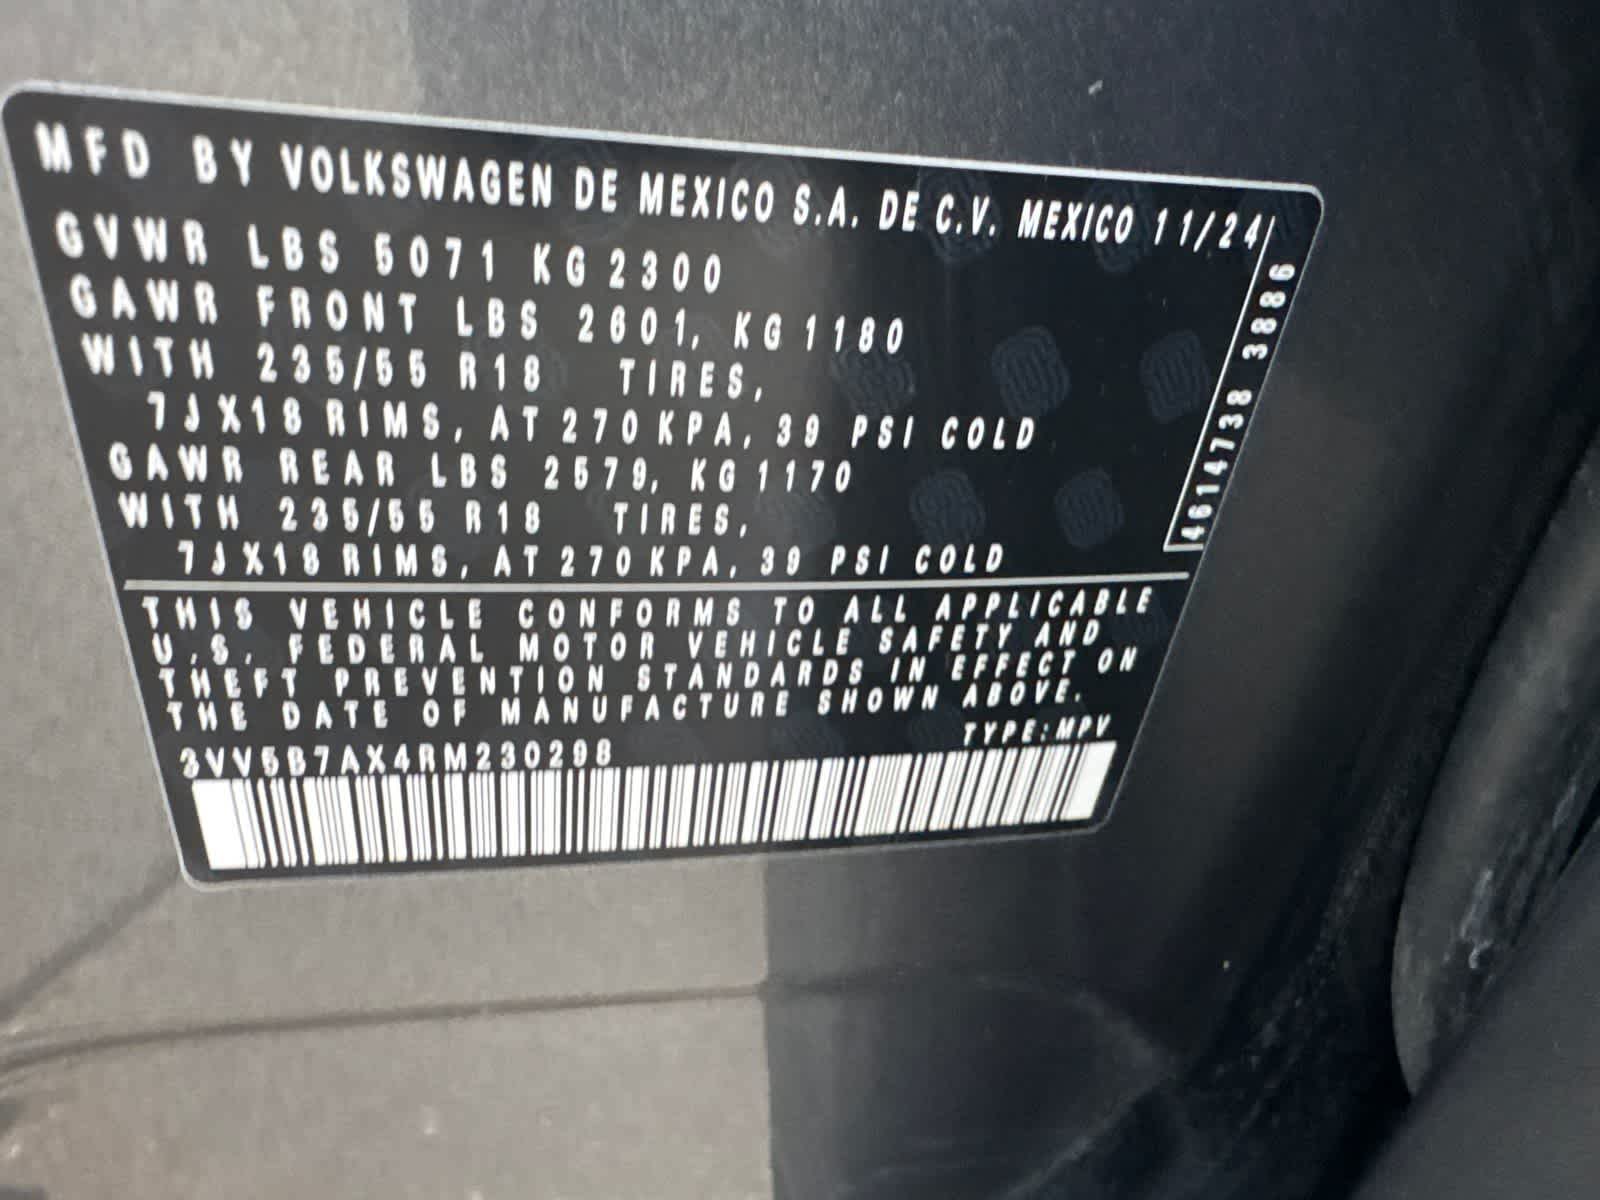 MFD BY VOLKSWAGEN DE MEXICO S.A. DE C.V. MEXICO 11/24
GVWR LBS 5071 KG 2300
GAWR FRONT LBS 2601, KG 1180
WITH 235/55 R18 TIRES,
7JX18 RIMS, AT 270 KPA, 39 PSI COLD
GAWR REAR LBS 2579, KG 1170
WITH 235/55 R18 TIRES,
7JX18 RIMS, AT 270 KPA, 39 PSI COLD
THIS VEHICLE CONFORMS TO ALL APPLICABLE
U.S. FEDERAL MOTOR VEHICLE SAFETY AND
THEFT PREVENTION STANDARDS IN EFFECT ON
THE DATE OF MANUFACTURE SHOWN ABOVE.
TYPE: MPV
3VV5B7AX4RM230298
4614738 3886